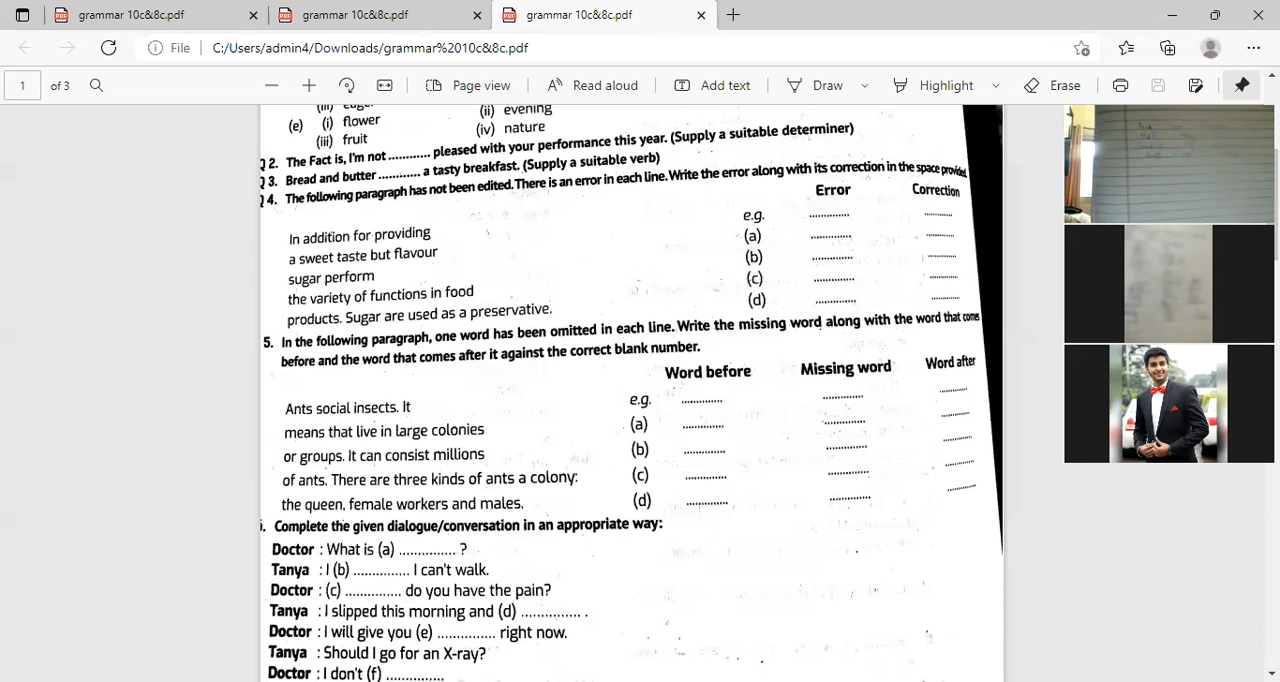 grammar 10c&8c.pdf
grammar 10c&8c.pdf
grammar 10c&8c.pdf
File C:/Users/admin4/Downloads/grammar%2010c&8c.pdf
1 of 3 Page view Read aloud Add text Draw Highlight Erase
(ii) evening
(e) (i) flower
(iii) fruit (iv) nature
2. The Fact is, I'm not ............ pleased with your performance this year. (Supply a suitable determiner)
3. Bread and butter ............ a tasty breakfast. (Supply a suitable verb)
4. The following paragraph has not been edited. There is an error in each line. Write the error along with its correction in the space provided.
Error Correction
In addition for providing e.g. ............ ............
a sweet taste but flavour (a) ............ ............
sugar perform (b) ............ ............
the variety of functions in food (c) ............ ............
products. Sugar are used as a preservative. (d) ............ ............
5. In the following paragraph, one word has been omitted in each line. Write the missing word along with the word that comes
before and the word that comes after it against the correct blank number.
Word before Missing word Word after
Ants social insects. It e.g. ............ ............ ............
means that live in large colonies (a) ............ ............ ............
or groups. It can consist millions (b) ............ ............ ............
of ants. There are three kinds of ants a colony: (c) ............ ............ ............
the queen, female workers and males. (d) ............ ............ ............
Complete the given dialogue/conversation in an appropriate way:
Doctor : What is (a) ............... ?
Tanya : I (b) ............... I can't walk.
Doctor : (c) ............... do you have the pain?
Tanya : I slipped this morning and (d) ............... .
Doctor : I will give you (e) ............... right now.
Tanya : Should I go for an X-ray?
Doctor : I don't (f) ...............